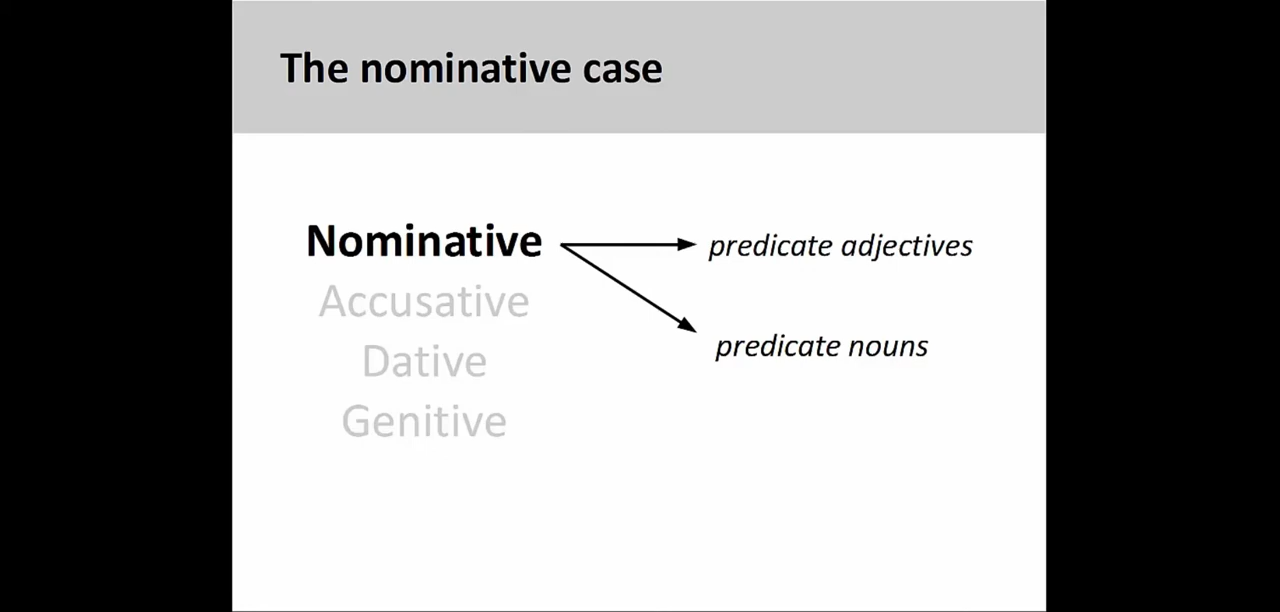 The nominative case
Nominative
predicate adjectives
Accusative
predicate nouns
Dative
Genitive